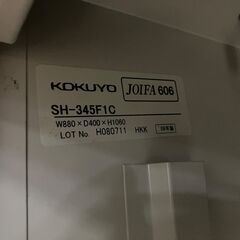 KOKUYO JOIFA 606
SH-345F1C
W880×D400×H1060
LOT No H080711 HKK